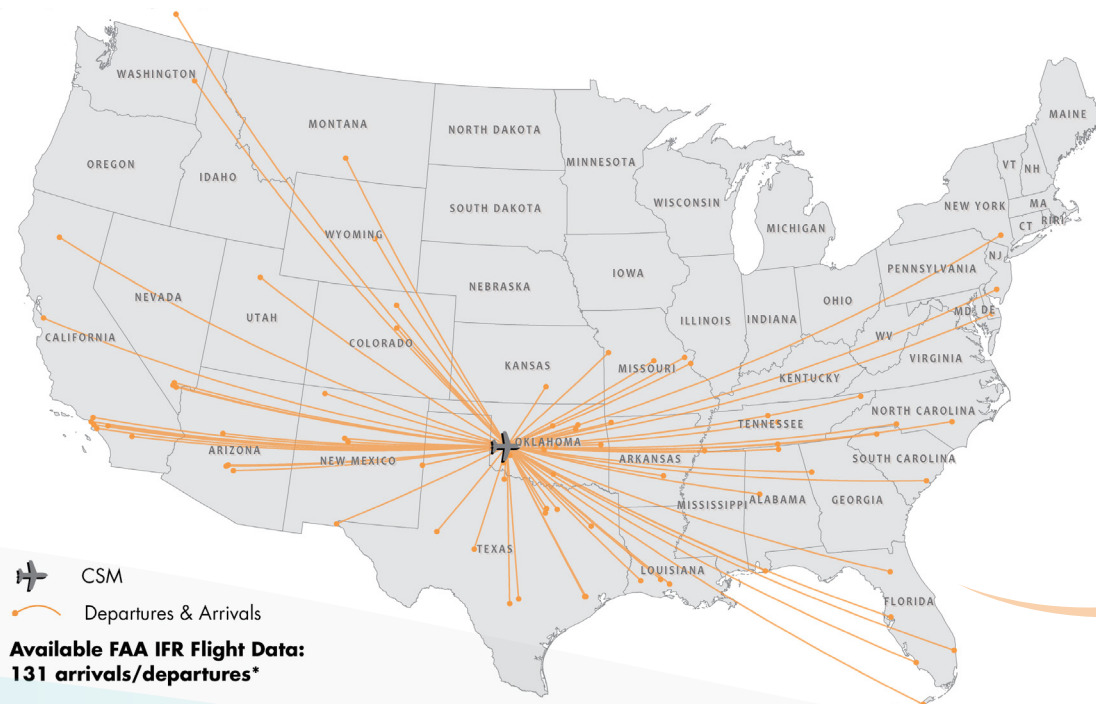 WASHINGTON
MONTANA
NORTH DAKOTA
MINNESOTA
MAINE
OREGON
IDAHO
VT
NH
WISCONSIN
SOUTH DAKOTA
NEW YORK
MA
MICHIGAN
WYOMING
CT
RI
RI
IOWA
PENNSYLVANIA
NJ
NEBRASKA
NEVADA
OHIO
UTAH
ILLINOIS
INDIANA
MD
DE
CALIFORNIA
COLORADO
WV
VIRGINIA
KANSAS
MISSOURI
KENTUCKY
NORTH CAROLINA
TENNESSEE
OKLAHOMA
ARIZONA
NEW MEXICO
ARKANSAS
SOUTH CAROLINA
MISSISSIPPI
ALABAMA
GEORGIA
TEXAS
LOUISIANA
FLORIDA
CSM
Departures & Arrivals
Available FAA IFR Flight Data:
131 arrivals/departures*